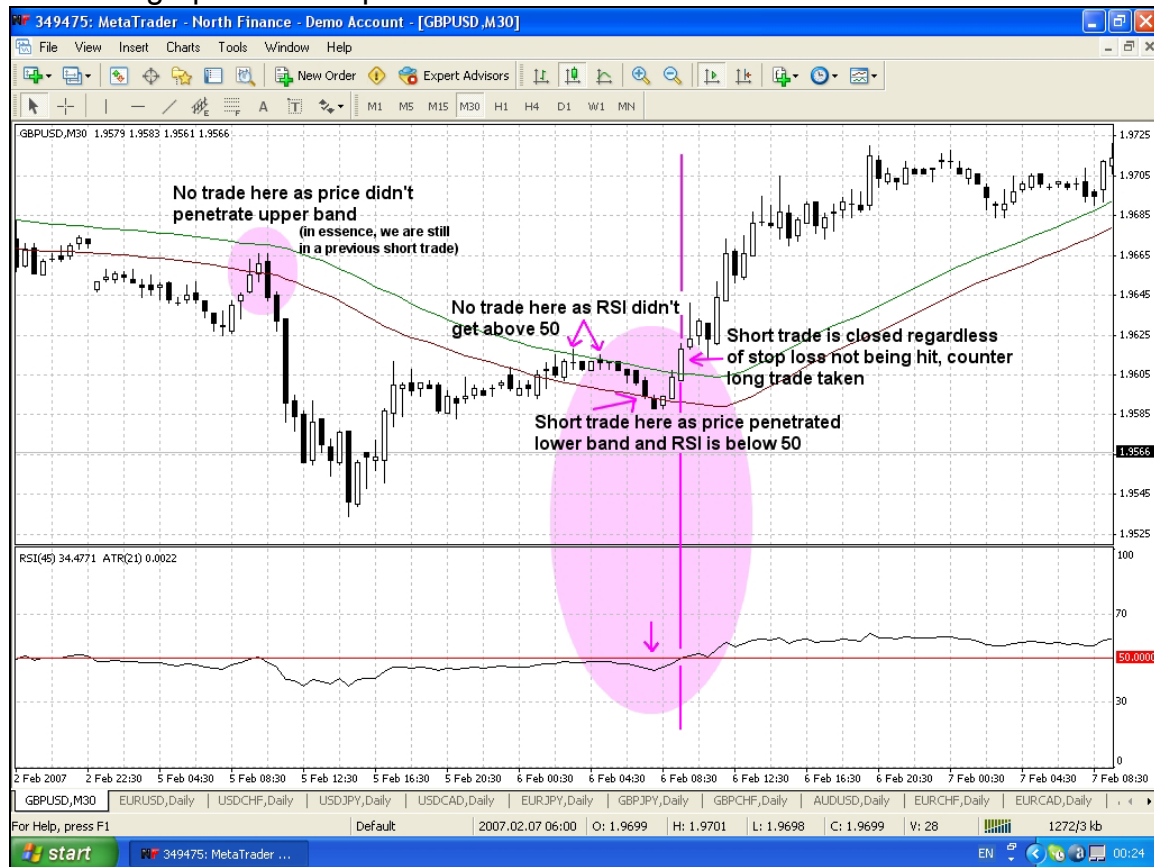 349475: MetaTrader - North Finance - Demo Account - [GBPUSD,M30]
File View Insert Charts Tools Window Help
New Order Expert Advisors
A T M1 M5 M15 M30 H1 H4 D1 W1 MN
GBPUSD,M30 1.9579 1.9583 1.9561 1.9566
No trade here as price didn't
penetrate upper band
(in essence, we are still
in a previous short trade)
No trade here as RSI didn't
get above 50
Short trade is closed regardless
of stop loss not being hit, counter
long trade taken
Short trade here as price penetrated
lower band and RSI is below 50
1.9725
1.9705
1.9685
1.9665
1.9645
1.9625
1.9605
1.9585
1.9566
1.9545
1.9525
RSI(45) 34.4771 ATR(21) 0.0022
100
70
50.0000
30
0
2 Feb 2007 2 Feb 22:30 5 Feb 04:30 5 Feb 08:30 5 Feb 12:30 5 Feb 16:30 5 Feb 20:30 6 Feb 00:30 6 Feb 04:30 6 Feb 08:30 6 Feb 12:30 6 Feb 16:30 6 Feb 20:30 7 Feb 00:30 7 Feb 04:30 7 Feb 08:30
GBPUSD,M30 EURUSD,Daily USDCHF,Daily USDJPY,Daily USDCAD,Daily EURJPY,Daily GBPJPY,Daily GBPCHF,Daily AUDUSD,Daily EURCHF,Daily EURCAD,Daily
For Help, press F1 Default 2007.02.07 06:00 O: 1.9699 H: 1.9701 L: 1.9698 C: 1.9699 V: 28 1272/3 kb
start 349475: MetaTrader ... EN 00:24